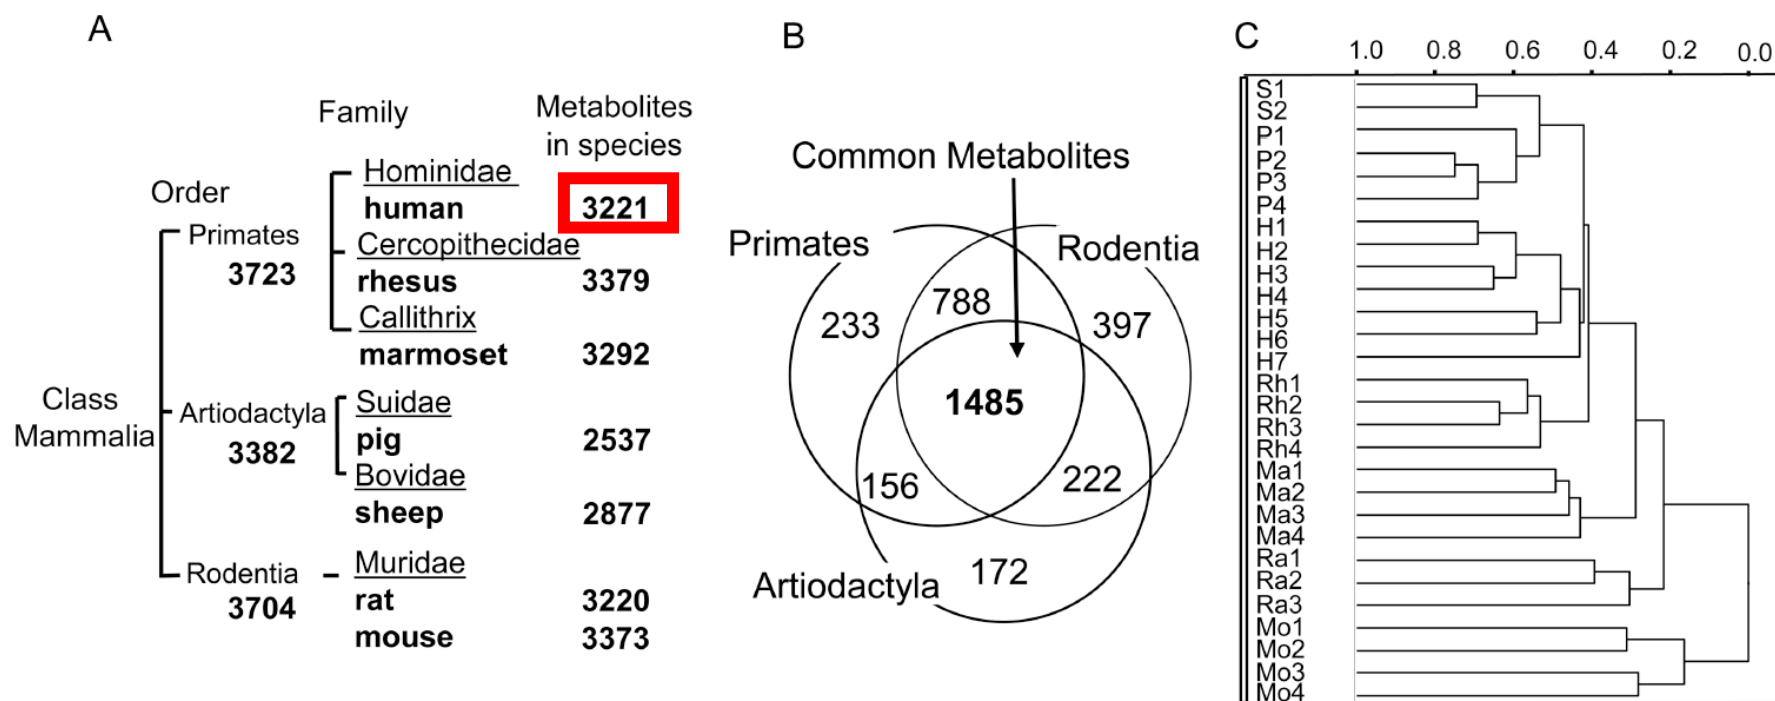 A
Family
Metabolites
in species
Order
Hominidae
human 3221
Primates
3723
Cercopithecidae
rhesus 3379
Callithrix
marmoset 3292
Class
Mammalia
Artiodactyla
3382
Suidae
pig 2537
Bovidae
sheep 2877
Rodentia
3704
Muridae
rat 3220
mouse 3373
B
Common Metabolites
Primates
Rodentia
788
233
397
1485
156
222
172
Artiodactyla
C
1.0 0.8 0.6 0.4 0.2 0.0
S1
S2
P1
P2
P3
P4
H1
H2
H3
H4
H5
H6
H7
Rh1
Rh2
Rh3
Rh4
Ma1
Ma2
Ma3
Ma4
Ra1
Ra2
Ra3
Mo1
Mo2
Mo3
Mo4